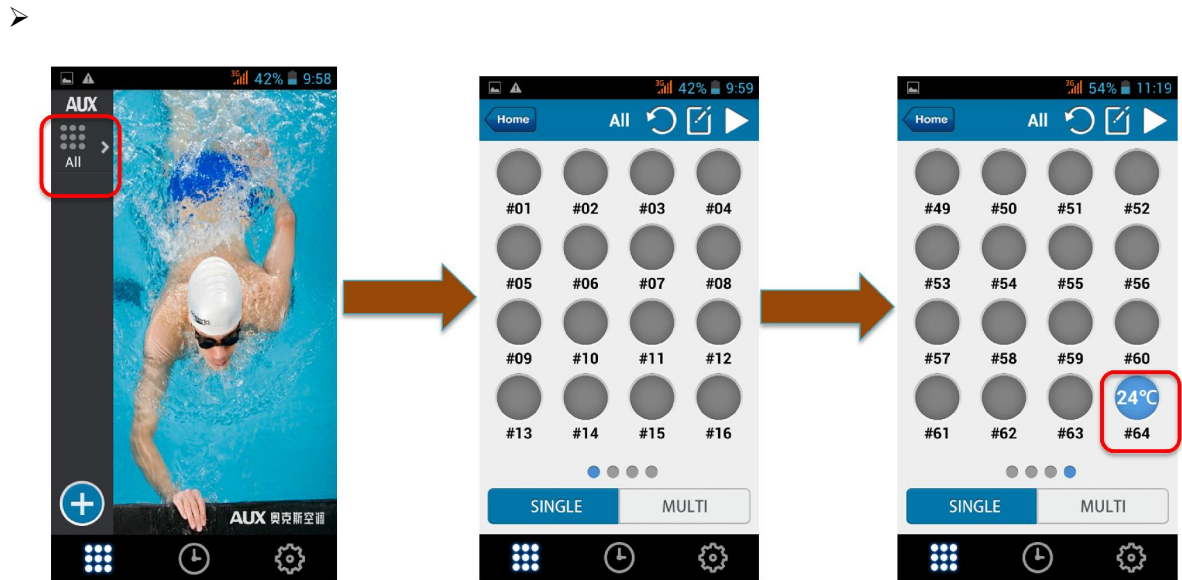 ➢
3G 42% 9:58
AUX
All
AUX 奥克斯空调
3G 42% 9:59
Home All
#01 #02 #03 #04
#05 #06 #07 #08
#09 #10 #11 #12
#13 #14 #15 #16
SINGLE MULTI
3G 54% 11:19
Home All
#49 #50 #51 #52
#53 #54 #55 #56
#57 #58 #59 #60
24℃
#61 #62 #63 #64
SINGLE MULTI